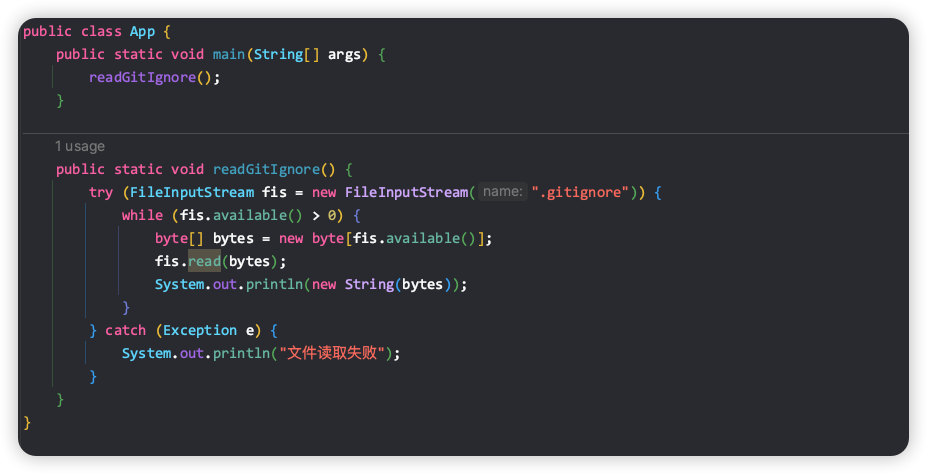 public class App {
    public static void main(String[] args) {
        readGitIgnore();
    }
    1 usage
    public static void readGitIgnore() {
        try (FileInputStream fis = new FileInputStream( name: ".gitignore")) {
            while (fis.available() > 0) {
                byte[] bytes = new byte[fis.available()];
                fis.read(bytes);
                System.out.println(new String(bytes));
            }
        } catch (Exception e) {
            System.out.println("文件读取失败");
        }
    }
}